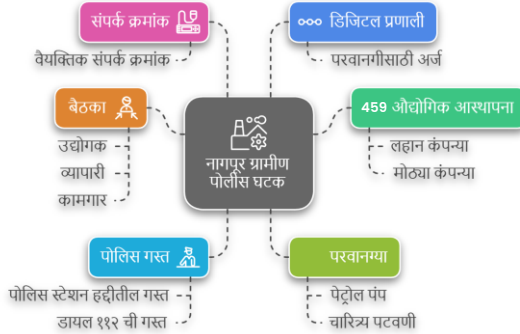 संपर्क क्रमांक
वैयक्तिक संपर्क क्रमांक
डिजिटल प्रणाली
परवानगीसाठी अर्ज
बैठका
उद्योगक
व्यापारी
कामगार
नागपूर ग्रामीण
पोलीस घटक
459 औद्योगिक आस्थापना
लहान कंपन्या
मोठ्या कंपन्या
पोलिस गस्त
पोलिस स्टेशन हद्दीतील गस्त
डायल ११२ ची गस्त
परवानग्या
पेट्रोल पंप
चारित्र्य पटवणी